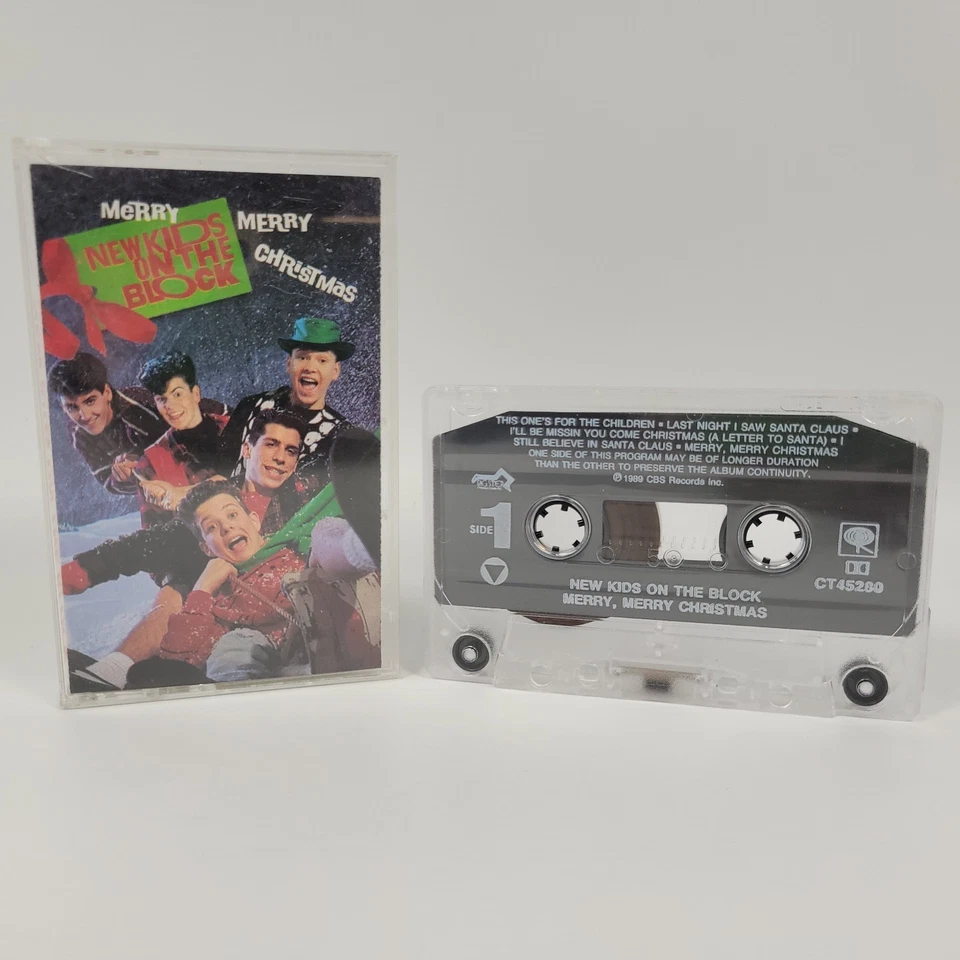 MeRRY
MERRY
CHRiSTMaS
NEW KIDS
ON THE
BLOCK
THIS ONE'S FOR THE CHILDREN • LAST NIGHT I SAW SANTA CLAUS •
I'LL BE MISSIN YOU COME CHRISTMAS (A LETTER TO SANTA) • I
STILL BELIEVE IN SANTA CLAUS • MERRY, MERRY CHRISTMAS
ONE SIDE OF THIS PROGRAM MAY BE OF LONGER DURATION
THAN THE OTHER TO PRESERVE THE ALBUM CONTINUITY.
℗ 1989 CBS Records Inc.
SIDE 1
CT45280
NEW KIDS ON THE BLOCK
MERRY, MERRY CHRISTMAS